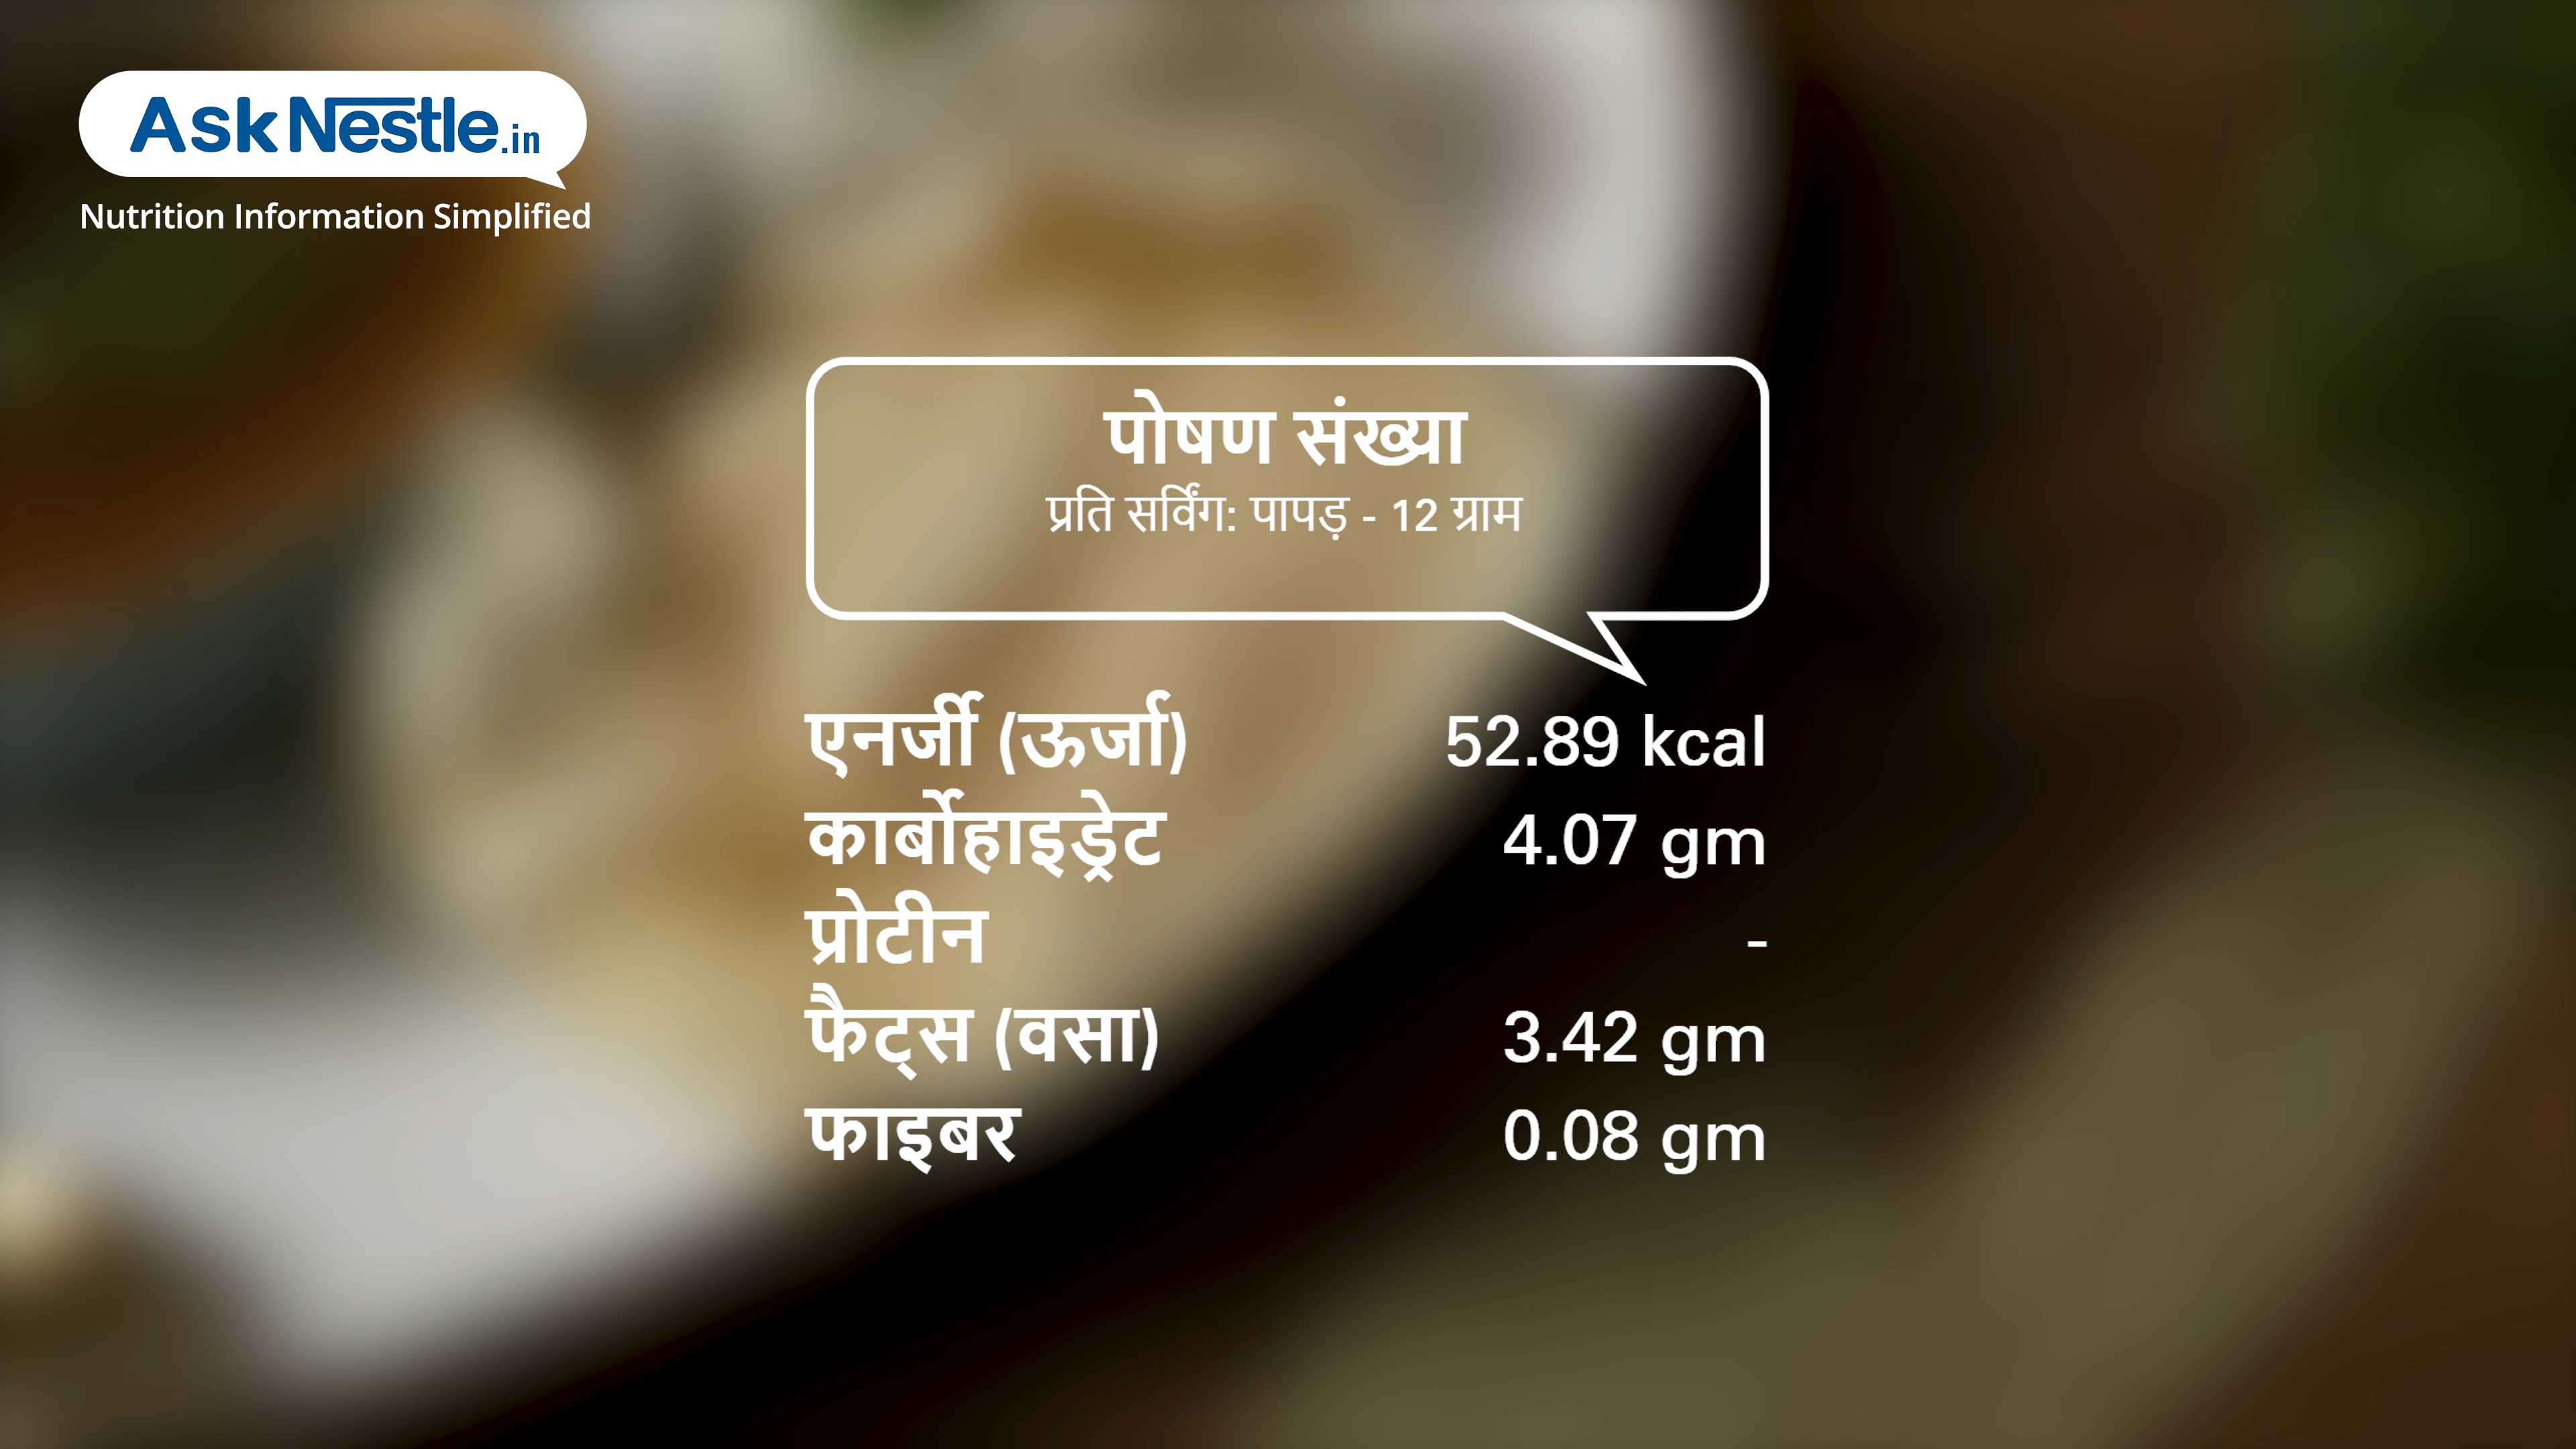 AskNestle.in
Nutrition Information Simplified
पोषण संख्या
प्रति सर्विंग: पापड़ - 12 ग्राम
एनर्जी (ऊर्जा) 52.89 kcal
कार्बोहाइड्रेट 4.07 gm
प्रोटीन -
फैट्स (वसा) 3.42 gm
फाइबर 0.08 gm